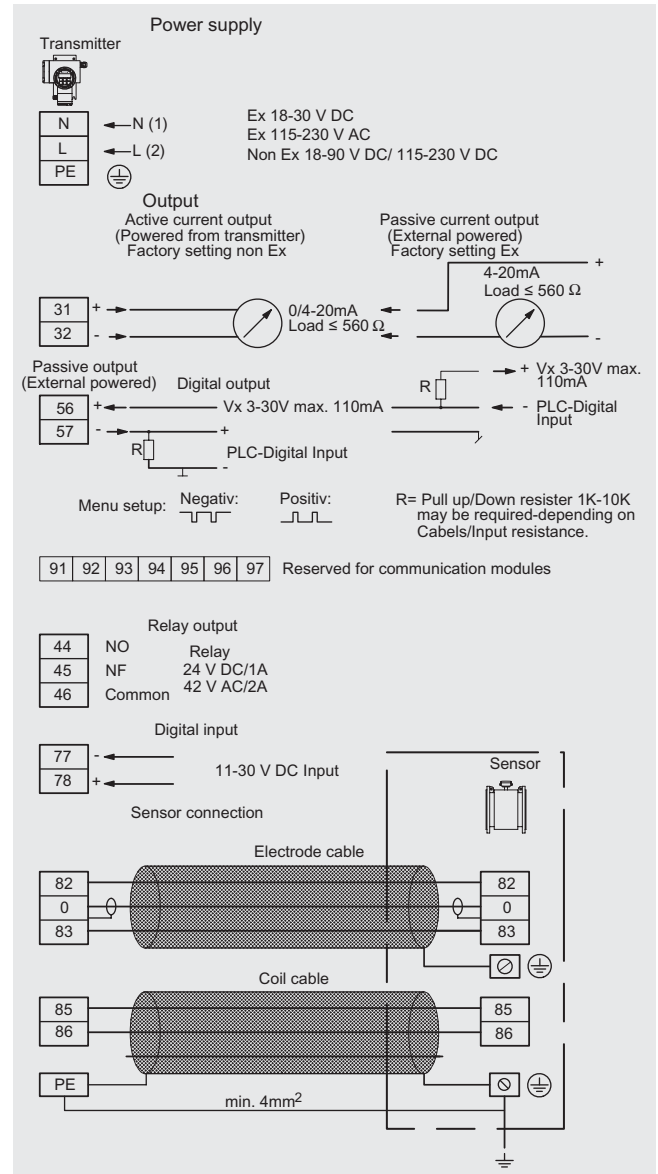 Power supply
Transmitter
N N (1) Ex 18-30 V DC
Ex 115-230 V AC
L L (2) Non Ex 18-90 V DC/ 115-230 V DC
PE
Output
Active current output
(Powered from transmitter)
Factory setting non Ex
Passive current output
(External powered)
Factory setting Ex
+
4-20mA
Load ≤ 560 Ω
31 + 0/4-20mA
32 - Load ≤ 560 Ω -
Passive output
(External powered)
Digital output
R + Vx 3-30V max.
110mA
56 + Vx 3-30V max. 110mA - PLC-Digital
Input
57 - +
R PLC-Digital Input
-
Menu setup: Negativ: Positiv:
R= Pull up/Down resister 1K-10K
may be required-depending on
Cabels/Input resistance.
91 92 93 94 95 96 97 Reserved for communication modules
Relay output
44 NO Relay
45 NF 24 V DC/1A
46 Common 42 V AC/2A
Digital input
77 -
78 + 11-30 V DC Input
Sensor
Sensor connection
Electrode cable
82 82
0 0
83 83
Coil cable
85 85
86 86
PE
min. 4mm²